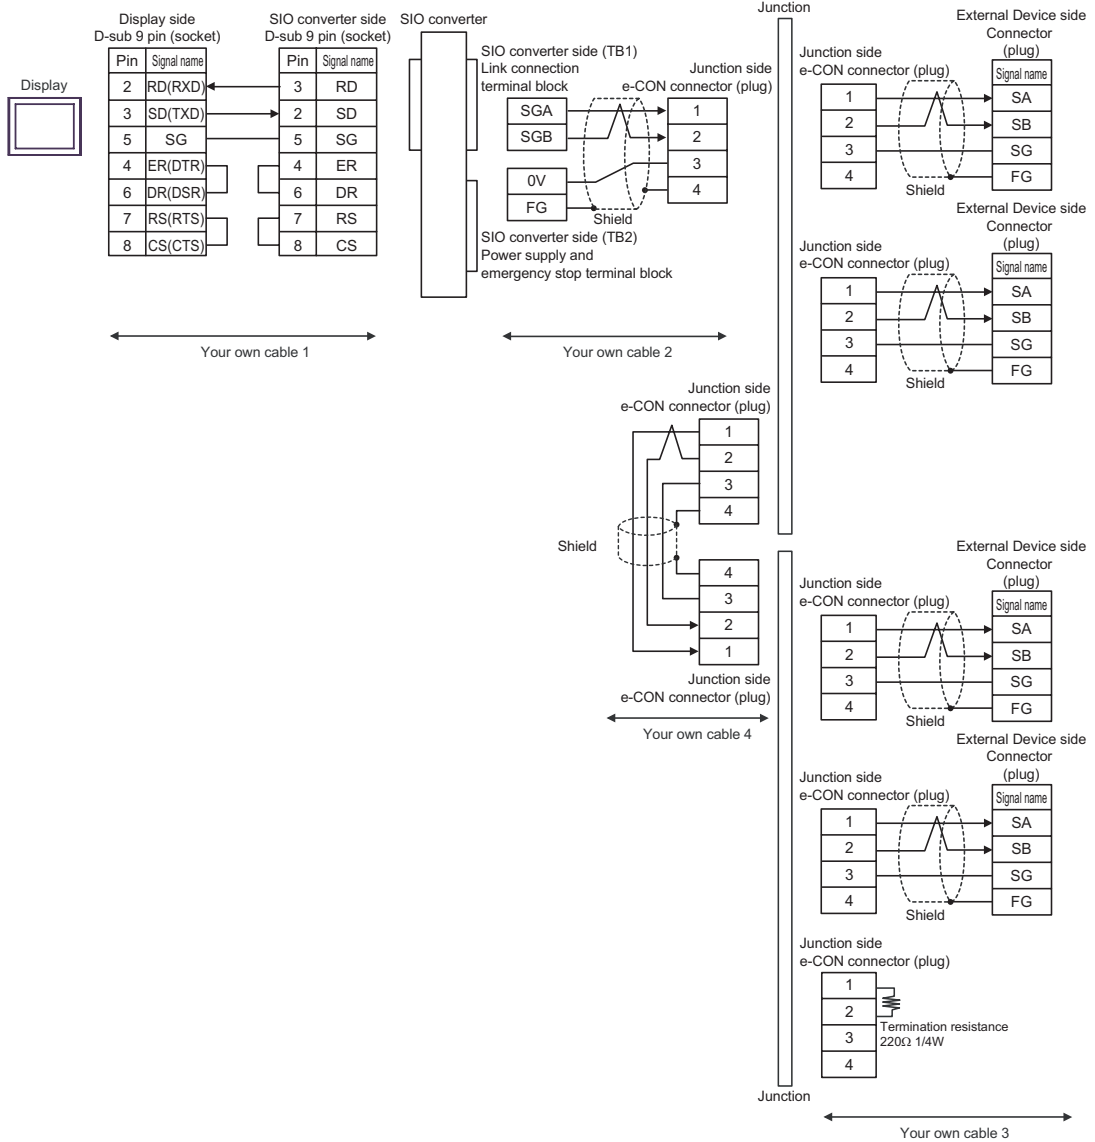 Display
Display side
D-sub 9 pin (socket)
Pin Signal name
2 RD(RXD)
3 SD(TXD)
5 SG
4 ER(DTR)
6 DR(DSR)
7 RS(RTS)
8 CS(CTS)
SIO converter side
D-sub 9 pin (socket)
Pin Signal name
3 RD
2 SD
5 SG
4 ER
6 DR
7 RS
8 CS
Your own cable 1
SIO converter
SIO converter side (TB1)
Link connection
terminal block
SGA
SGB
0V
FG
Shield
SIO converter side (TB2)
Power supply and
emergency stop terminal block
Junction side
e-CON connector (plug)
1
2
3
4
Your own cable 2
Junction side
e-CON connector (plug)
1
2
3
4
Shield
4
3
2
1
Junction side
e-CON connector (plug)
Your own cable 4
Junction
Junction side
e-CON connector (plug)
1
2
3
4
Shield
External Device side
Connector
(plug)
Signal name
SA
SB
SG
FG
Junction side
e-CON connector (plug)
1
2
3
4
Shield
External Device side
Connector
(plug)
Signal name
SA
SB
SG
FG
Junction side
e-CON connector (plug)
1
2
3
4
Shield
External Device side
Connector
(plug)
Signal name
SA
SB
SG
FG
Junction side
e-CON connector (plug)
1
2
3
4
Shield
External Device side
Connector
(plug)
Signal name
SA
SB
SG
FG
Junction side
e-CON connector (plug)
1
2
3
4
Termination resistance
220Ω 1/4W
Junction
Your own cable 3